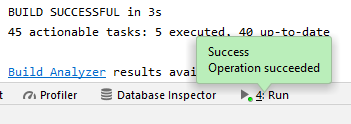 BUILD SUCCESSFUL in 3s
45 actionable tasks: 5 executed, 40 up-to-date
Success
Operation succeeded
Build Analyzer results avai
t Profiler Database Inspector 4: Run